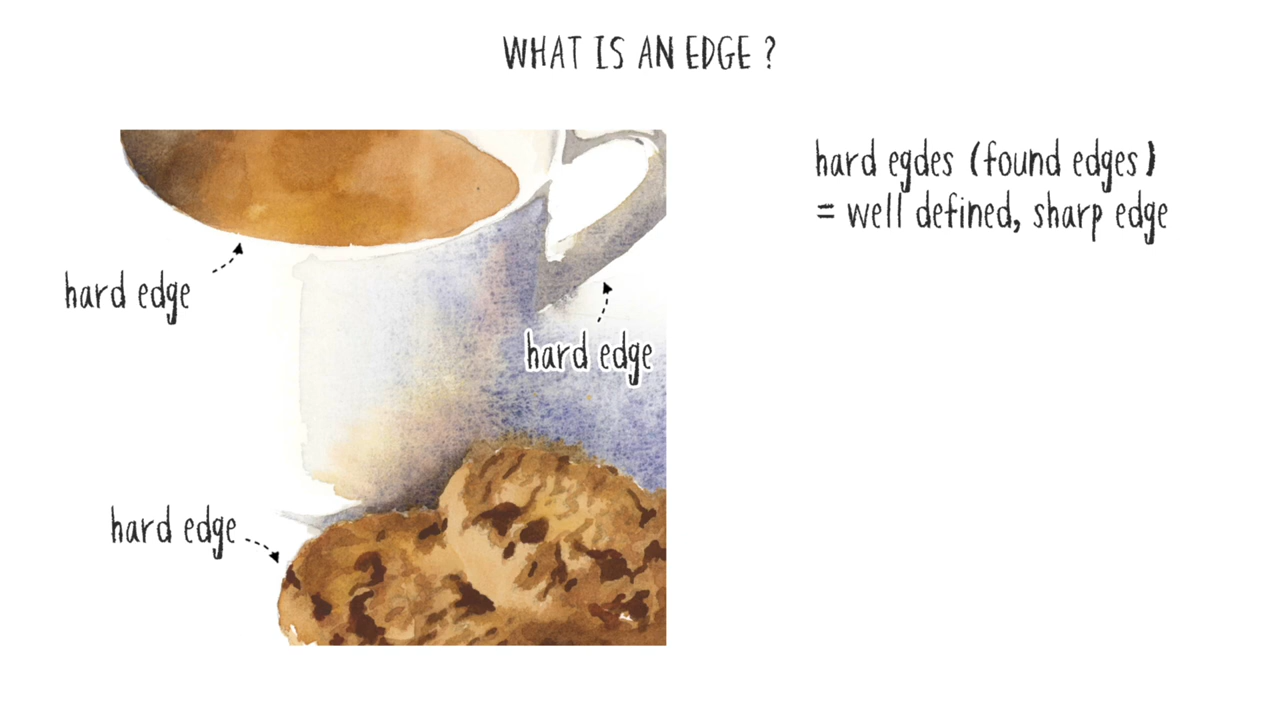 WHAT IS AN EDGE ?
hard egdes (found edges)
= well defined, sharp edge
hard edge
hard edge
hard edge